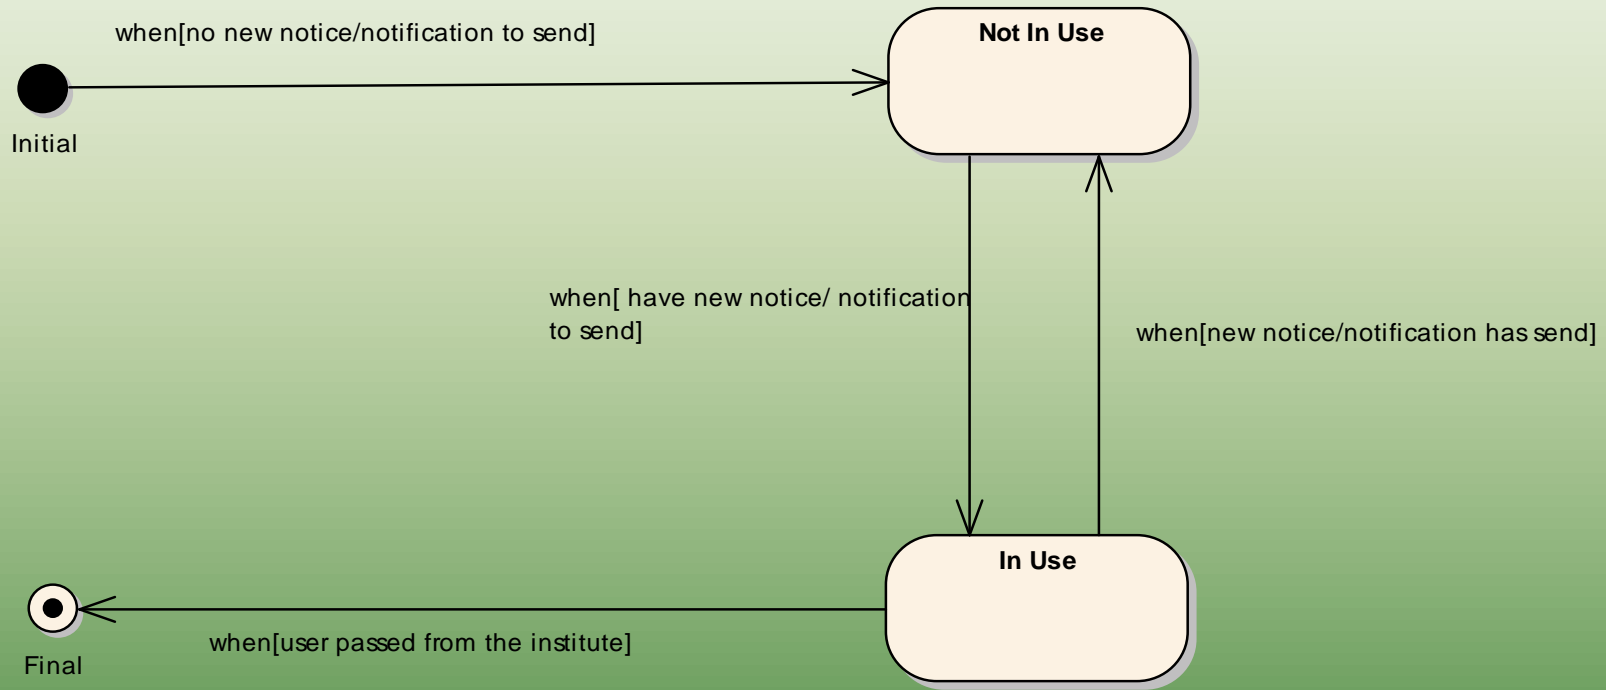 when[no new notice/notification to send]
Not In Use
Initial
when[ have new notice/ notification
to send]
when[new notice/notification has send]
In Use
when[user passed from the institute]
Final